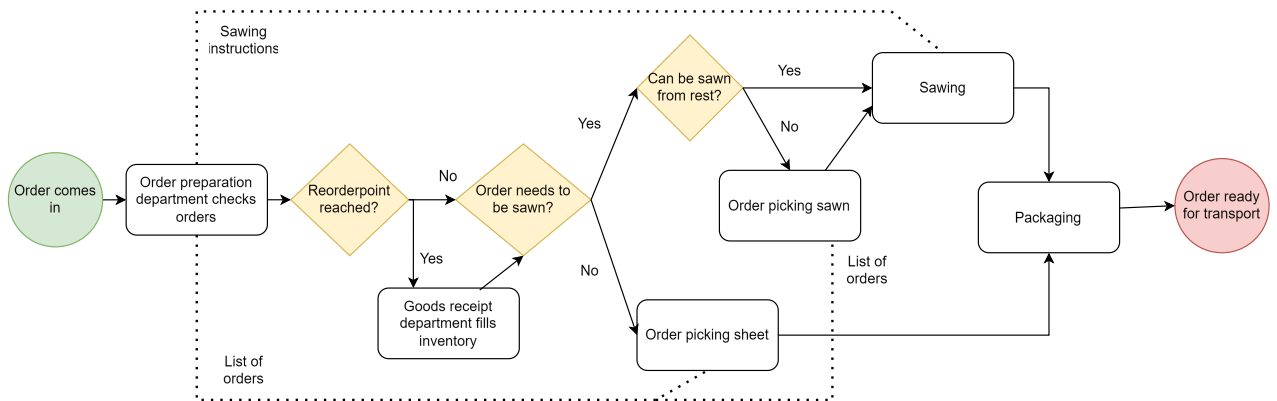 Sawing
instructions
Order comes
in
Order preparation
department checks
orders
Reorderpoint
reached?
No
Yes
Goods receipt
department fills
inventory
List of
orders
Order needs to
be sawn?
Yes
No
Can be sawn
from rest?
Yes
No
Order picking sawn
List of
orders
Order picking sheet
Sawing
Packaging
Order ready
for transport